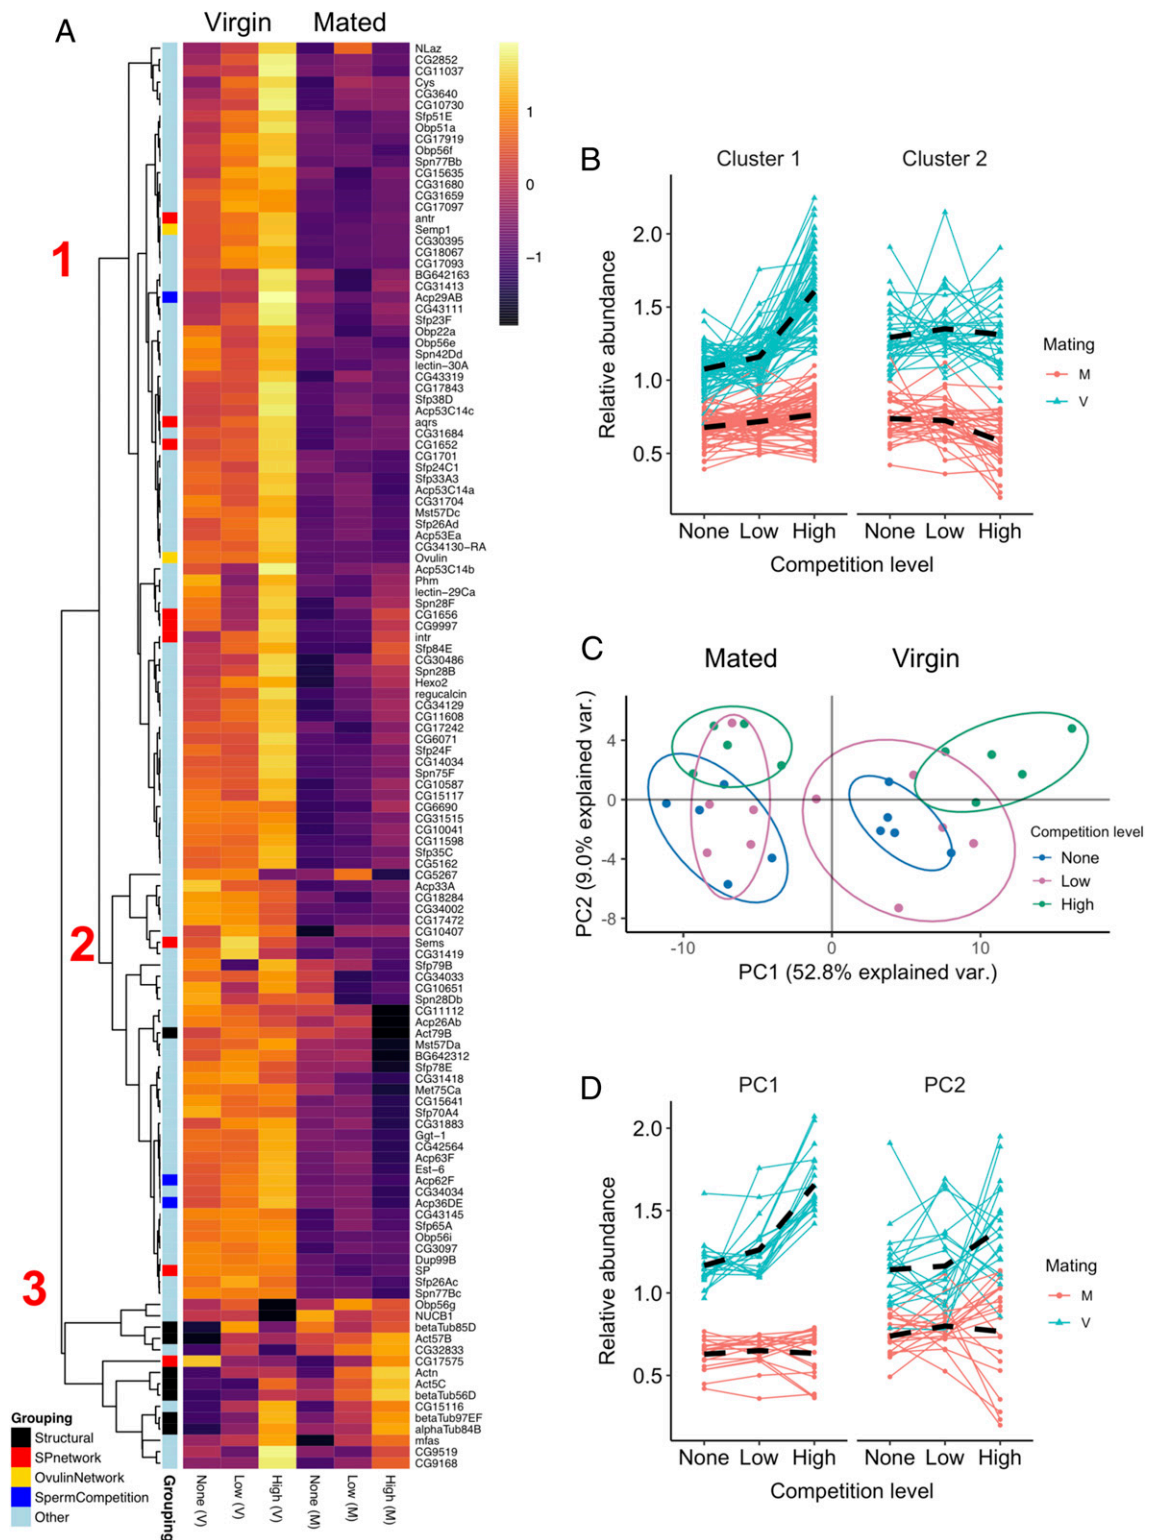 A
Virgin Mated
NLaz
CG2852
CG11037
Cys
CG3640
CG10730
Sfp51E
Obp51a
CG17919
Obp56f
Spn77Bb
CG15635
CG31680
CG31659
CG17097
antr
Semp1
CG30395
CG18067
CG17093
BG642163
CG31413
Acp29AB
CG43111
Sfp23F
Obp22a
Obp56e
Spn42Dd
lectin-30A
CG43319
CG17843
Sfp38D
Acp53C14c
aqrs
CG31684
CG1652
CG1701
Sfp24C1
Sfp33A3
Acp53C14a
CG31704
Mst57Dc
Sfp26Ad
Acp53Ea
CG34130-RA
Ovulin
Acp53C14b
Phm
lectin-29Ca
Spn28F
CG1656
CG9997
intr
Sfp84E
CG30486
Spn28B
Hexo2
regucalcin
CG34129
CG11608
CG17242
CG6071
Sfp24F
CG14034
Spn75F
CG10587
CG15117
CG6690
CG31515
CG10041
CG11598
Sfp35C
CG5162
CG5267
Acp33A
CG18284
CG34002
CG17472
CG10407
Sems
CG31419
Sfp79B
CG34033
CG10651
Spn28Db
CG11112
Acp26Ab
Act79B
Mst57Da
BG642312
Sfp78E
CG31418
Met75Ca
CG15641
Sfp70A4
CG31883
Ggt-1
CG42564
Acp63F
Est-6
Acp62F
CG34034
Acp36DE
CG43145
Sfp65A
Obp56i
CG3097
Dup99B
SP
Sfp26Ac
Spn77Bc
Obp56g
NUCB1
betaTub85D
Act57B
CG32833
CG17575
Actn
Act5C
betaTub56D
CG15116
betaTub97EF
alphaTub84B
mfas
CG9519
CG9168
1
2
3
1
0
−1
Grouping
Structural
SPnetwork
OvulinNetwork
SpermCompetition
Other
Grouping
None (V)
Low (V)
High (V)
None (M)
Low (M)
High (M)
B
Cluster 1 Cluster 2
2.0
1.5
1.0
0.5
Relative abundance
None Low High None Low High
Competition level
Mating
M
V
C
Mated Virgin
4
0
-4
-8
PC2 (9.0% explained var.)
-10 0 10
PC1 (52.8% explained var.)
Competition level
None
Low
High
D
PC1 PC2
2.0
1.5
1.0
0.5
Relative abundance
None Low High None Low High
Competition level
Mating
M
V